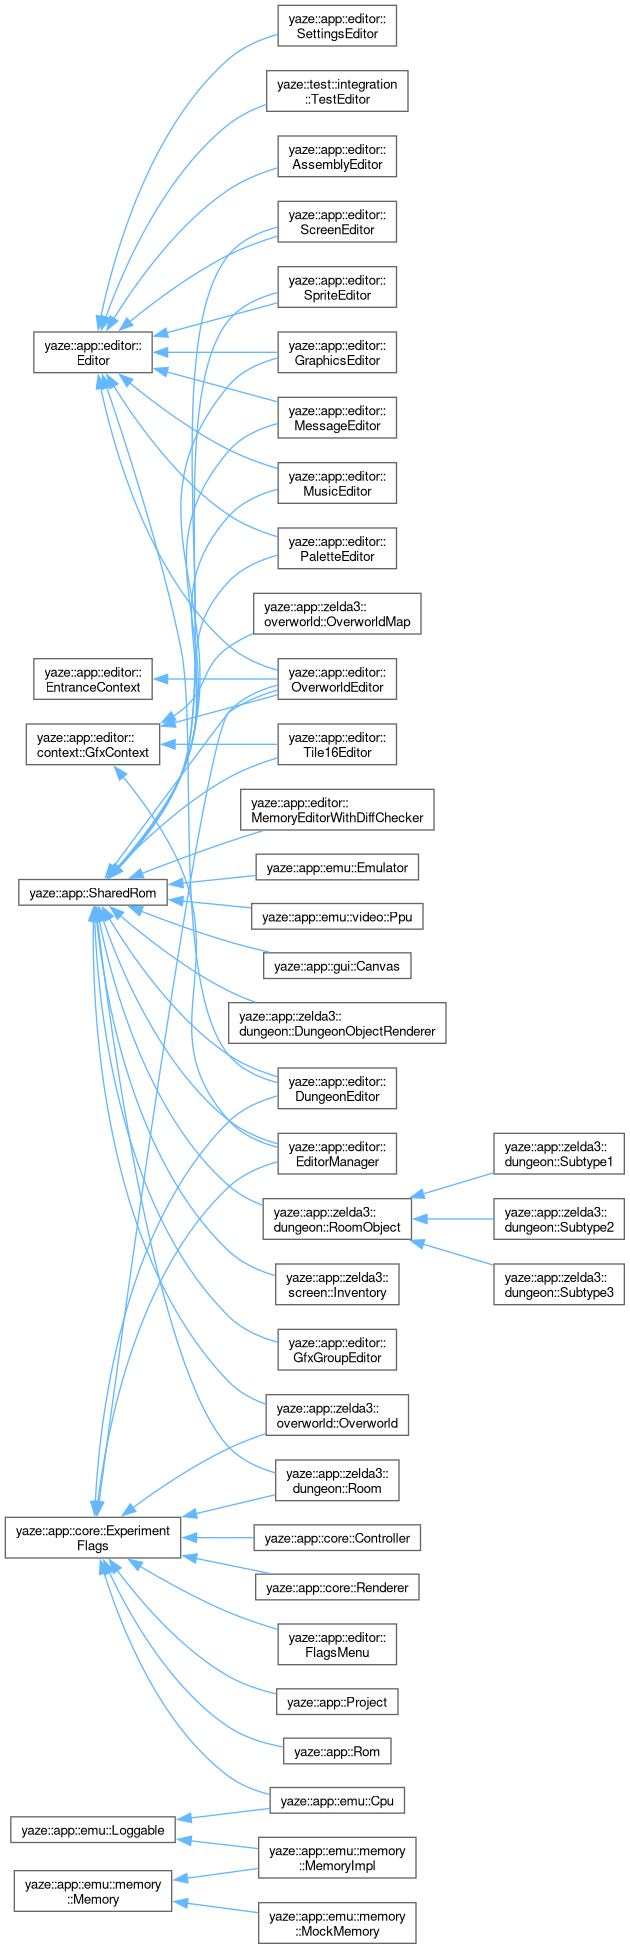 yaze::app::editor::
SettingsEditor
yaze::test::integration
::TestEditor
yaze::app::editor::
AssemblyEditor
yaze::app::editor::
ScreenEditor
yaze::app::editor::
SpriteEditor
yaze::app::editor::
Editor
yaze::app::editor::
GraphicsEditor
yaze::app::editor::
MessageEditor
yaze::app::editor::
MusicEditor
yaze::app::editor::
PaletteEditor
yaze::app::zelda3::
overworld::OverworldMap
yaze::app::editor::
EntranceContext
yaze::app::editor::
OverworldEditor
yaze::app::editor::
context::GfxContext
yaze::app::editor::
Tile16Editor
yaze::app::editor::
MemoryEditorWithDiffChecker
yaze::app::emu::Emulator
yaze::app::SharedRom
yaze::app::emu::video::Ppu
yaze::app::gui::Canvas
yaze::app::zelda3::
dungeon::DungeonObjectRenderer
yaze::app::editor::
DungeonEditor
yaze::app::editor::
EditorManager
yaze::app::zelda3::
dungeon::Subtype1
yaze::app::zelda3::
dungeon::RoomObject
yaze::app::zelda3::
dungeon::Subtype2
yaze::app::zelda3::
screen::Inventory
yaze::app::zelda3::
dungeon::Subtype3
yaze::app::editor::
GfxGroupEditor
yaze::app::zelda3::
overworld::Overworld
yaze::app::zelda3::
dungeon::Room
yaze::app::core::Experiment
Flags
yaze::app::core::Controller
yaze::app::core::Renderer
yaze::app::editor::
FlagsMenu
yaze::app::Project
yaze::app::Rom
yaze::app::emu::Cpu
yaze::app::emu::Loggable
yaze::app::emu::memory
::MemoryImpl
yaze::app::emu::memory
::Memory
yaze::app::emu::memory
::MockMemory